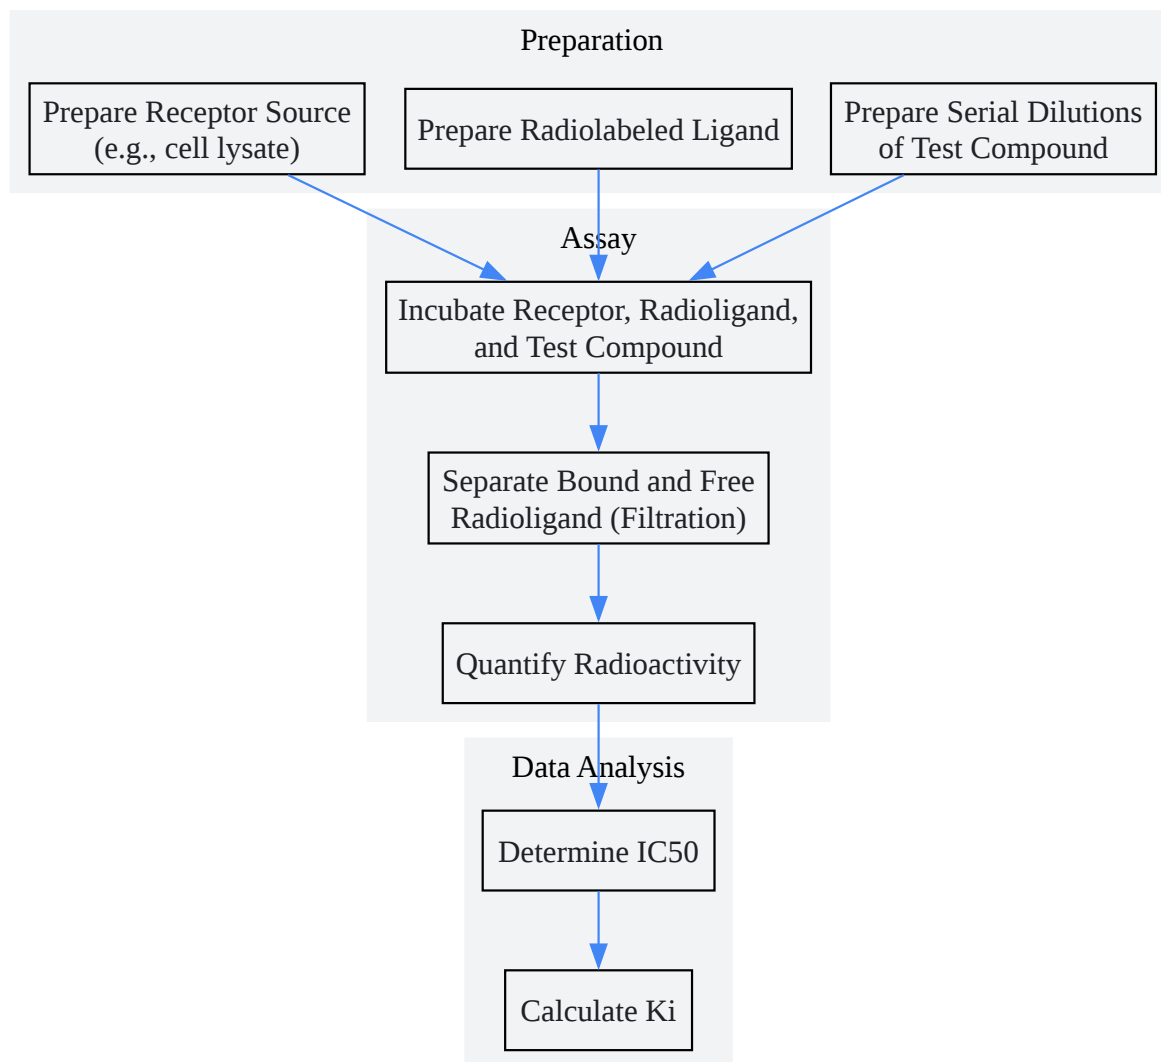 Preparation
Prepare Receptor Source
(e.g., cell lysate)
Prepare Radiolabeled Ligand
Prepare Serial Dilutions
of Test Compound
Assay
Incubate Receptor, Radioligand,
and Test Compound
Separate Bound and Free
Radioligand (Filtration)
Quantify Radioactivity
Data Analysis
Determine IC50
Calculate Ki